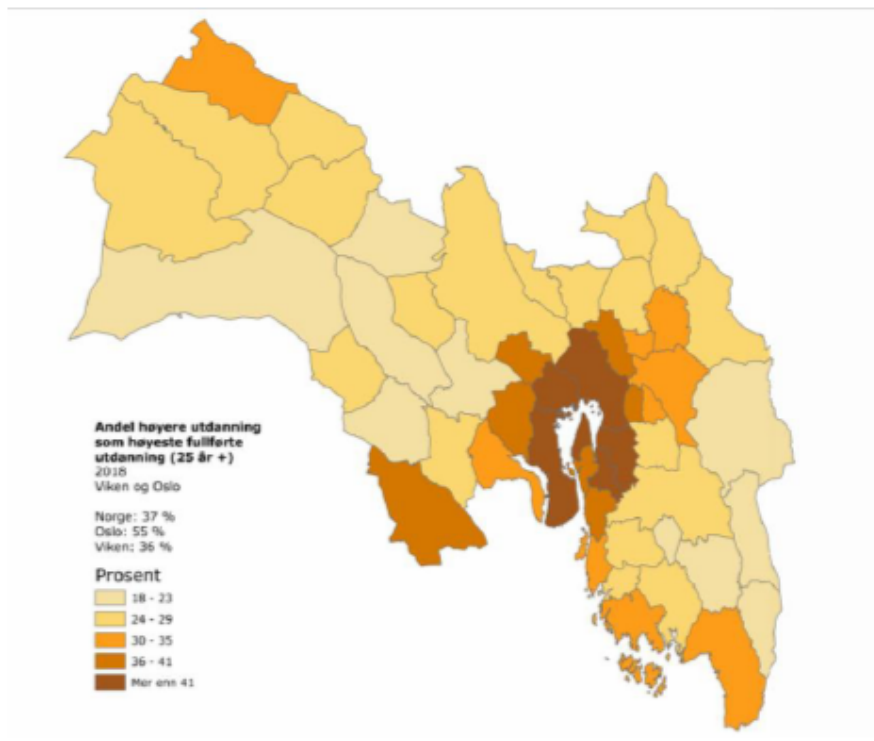 Andel høyere utdanning
som høyeste fullførte
utdanning (25 år +)
2018
Viken og Oslo
Norge: 37 %
Oslo: 55 %
Viken: 36 %
Prosent
18 - 23
24 - 29
30 - 35
36 - 41
Mer enn 41